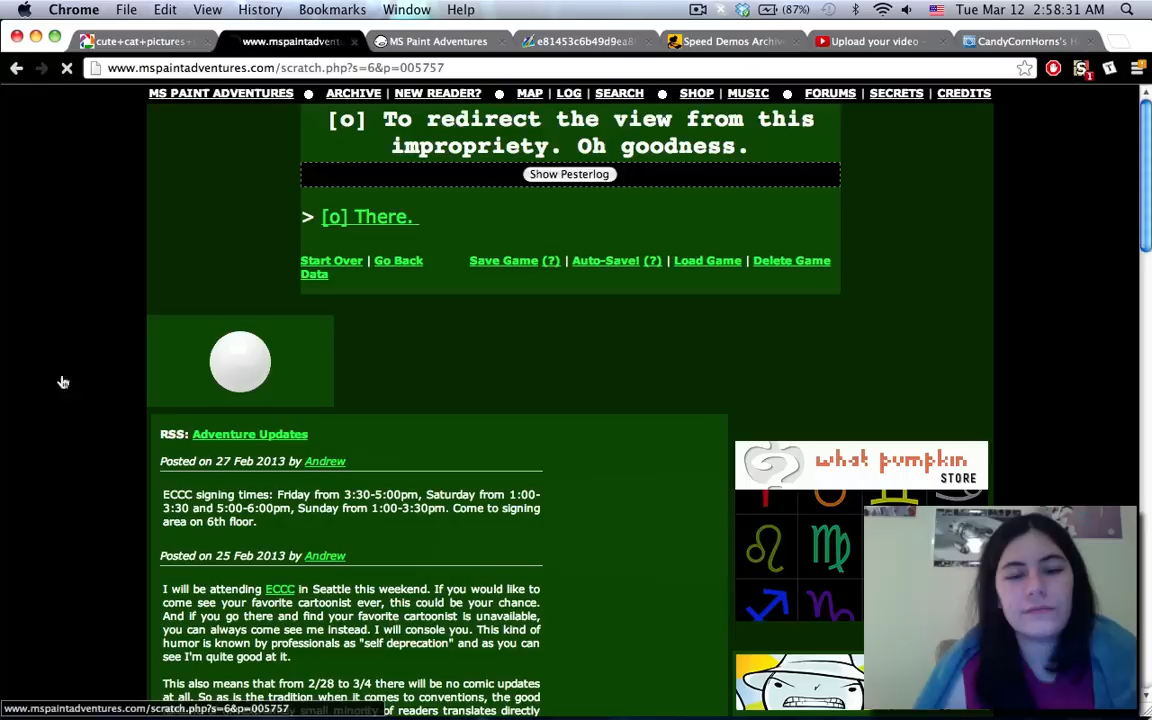 Chrome File Edit View History Bookmarks Window Help (87%) Tue Mar 12 2:58:31 AM
cute+cat+pictures www.mspaintadven MS Paint Adventures e81453c6b49d9ea8 Speed Demos Archiv Upload your video CandyCornHorns's H
www.mspaintadventures.com/scratch.php?s=6&p=005757
MS PAINT ADVENTURES ARCHIVE | NEW READER? MAP | LOG | SEARCH SHOP | MUSIC FORUMS | SECRETS | CREDITS
[o] To redirect the view from this
impropriety. Oh goodness.
Show Pesterlog
> [o] There.
Start Over | Go Back Save Game (?) | Auto-Save! (?) | Load Game | Delete Game
Data
RSS: Adventure Updates
Posted on 27 Feb 2013 by Andrew
ECCC signing times: Friday from 3:30-5:00pm, Saturday from 1:00-
3:30 and 5:00-6:00pm, Sunday from 1:00-3:30pm. Come to signing
area on 6th floor.
Posted on 25 Feb 2013 by Andrew
I will be attending ECCC in Seattle this weekend. If you would like to
come see your favorite cartoonist ever, this could be your chance.
And if you go there and find your favorite cartoonist is unavailable,
you can always come see me instead. I will console you. This kind of
humor is known by professionals as "self deprecation" and as you can
see I'm quite good at it.
This also means that from 2/28 to 3/4 there will be no comic updates
at all. So as is the tradition when it comes to conventions, the good
small minority of readers translates directly
what pumpkin
STORE
www.mspaintadventures.com/scratch.php?s=6&p=005757